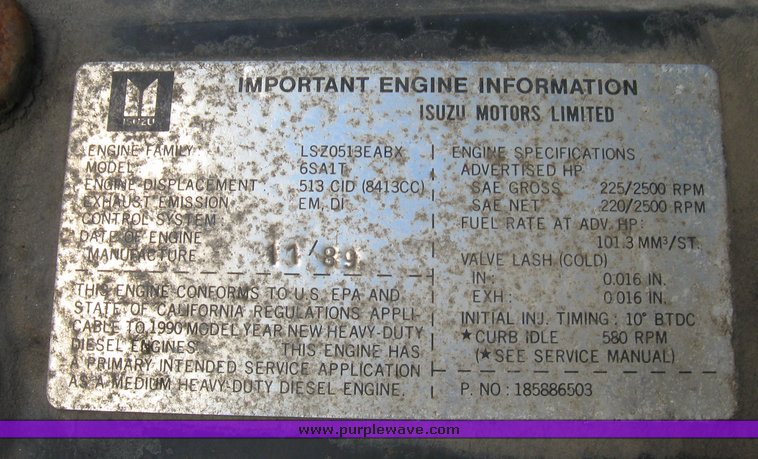 ISUZU
IMPORTANT ENGINE INFORMATION
ISUZU MOTORS LIMITED
ENGINE FAMILY LSZ0513EABX
MODEL 6SA1T
ENGINE DISPLACEMENT 513 CID (8413CC)
EXHAUST EMISSION EM, DI
CONTROL SYSTEM
DATE OF ENGINE
MANUFACTURE 11/89
THIS ENGINE CONFORMS TO U.S. EPA AND
STATE OF CALIFORNIA REGULATIONS APPLI-
CABLE TO 1990 MODEL YEAR NEW HEAVY-DUTY
DIESEL ENGINES THIS ENGINE HAS
A PRIMARY INTENDED SERVICE APPLICATION
AS A MEDIUM HEAVY-DUTY DIESEL ENGINE.
ENGINE SPECIFICATIONS
ADVERTISED HP
SAE GROSS 225/2500 RPM
SAE NET 220/2500 RPM
FUEL RATE AT ADV. HP:
101.3 MM³/ST.
VALVE LASH (COLD)
IN: 0.016 IN.
EXH: 0.016 IN.
INITIAL INJ. TIMING: 10° BTDC
★CURB IDLE 580 RPM
(★SEE SERVICE MANUAL)
P. NO: 185886503
www.purplewave.com